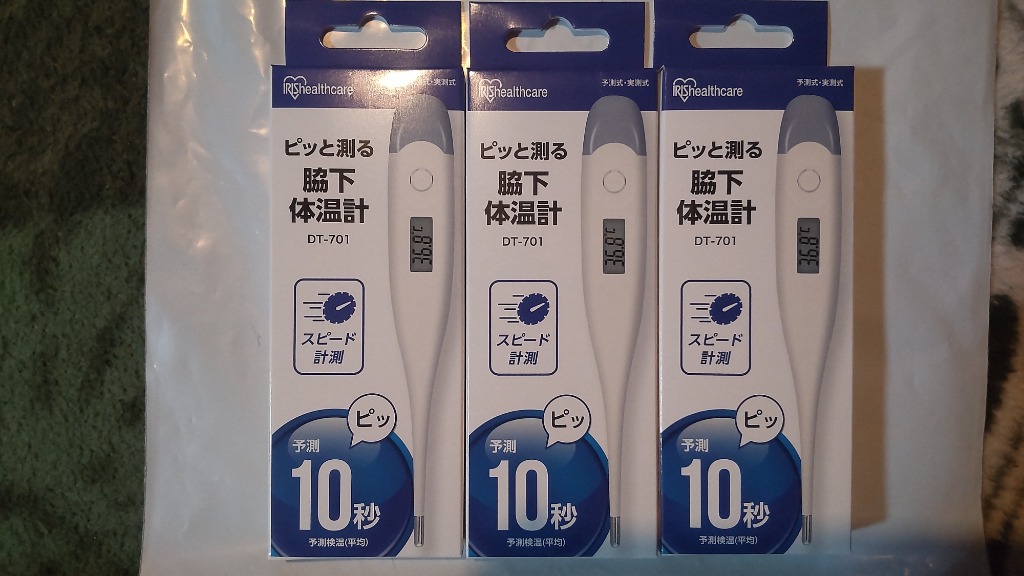 IRIS healthcare
実測式
ピッと測る
脇下
体温計
DT-701
36.8℃
スピード
計測
ピッ
予測
10秒
予測検温(平均)
IRIS healthcare
予測式・実測式
ピッと測る
脇下
体温計
DT-701
36.8℃
スピード
計測
ピッ
予測
10秒
予測検温(平均)
IRIS healthcare
予測式・実測式
ピッと測る
脇下
体温計
DT-701
36.8℃
スピード
計測
ピッ
予測
10秒
予測検温(平均)